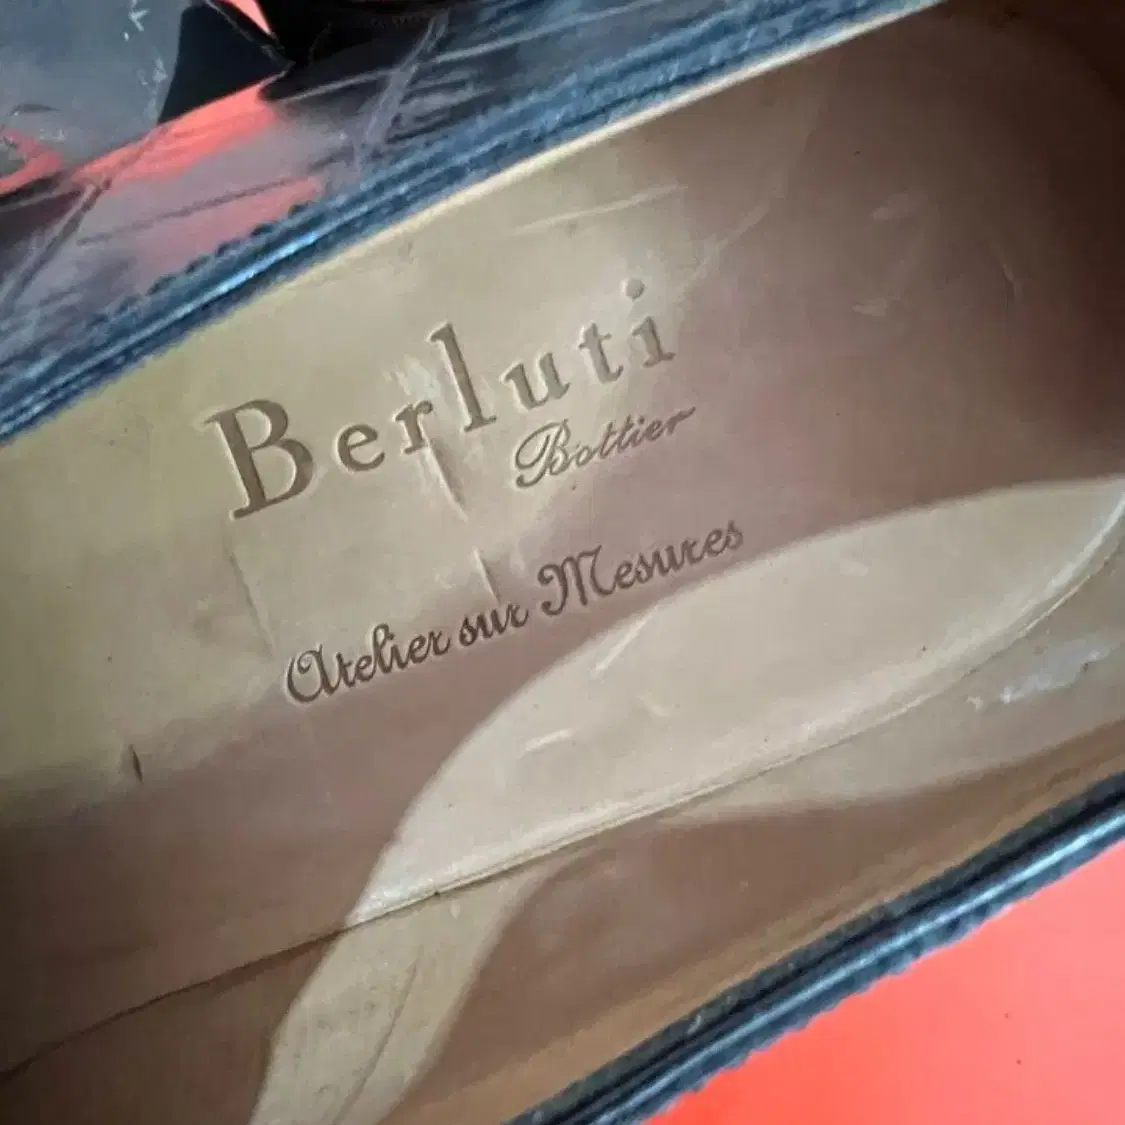 Berluti
Bottier
Atelier sur Mesures